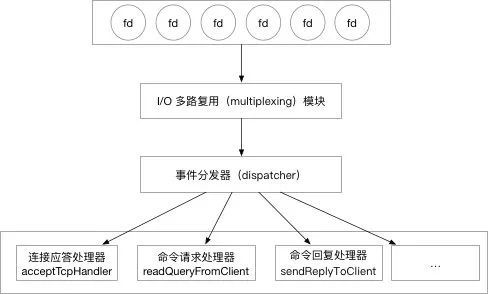 fd fd fd fd fd fd
I/O 多路复用（multiplexing）模块
事件分发器（dispatcher）
连接应答处理器
acceptTcpHandler
命令请求处理器
readQueryFromClient
命令回复处理器
sendReplyToClient
...